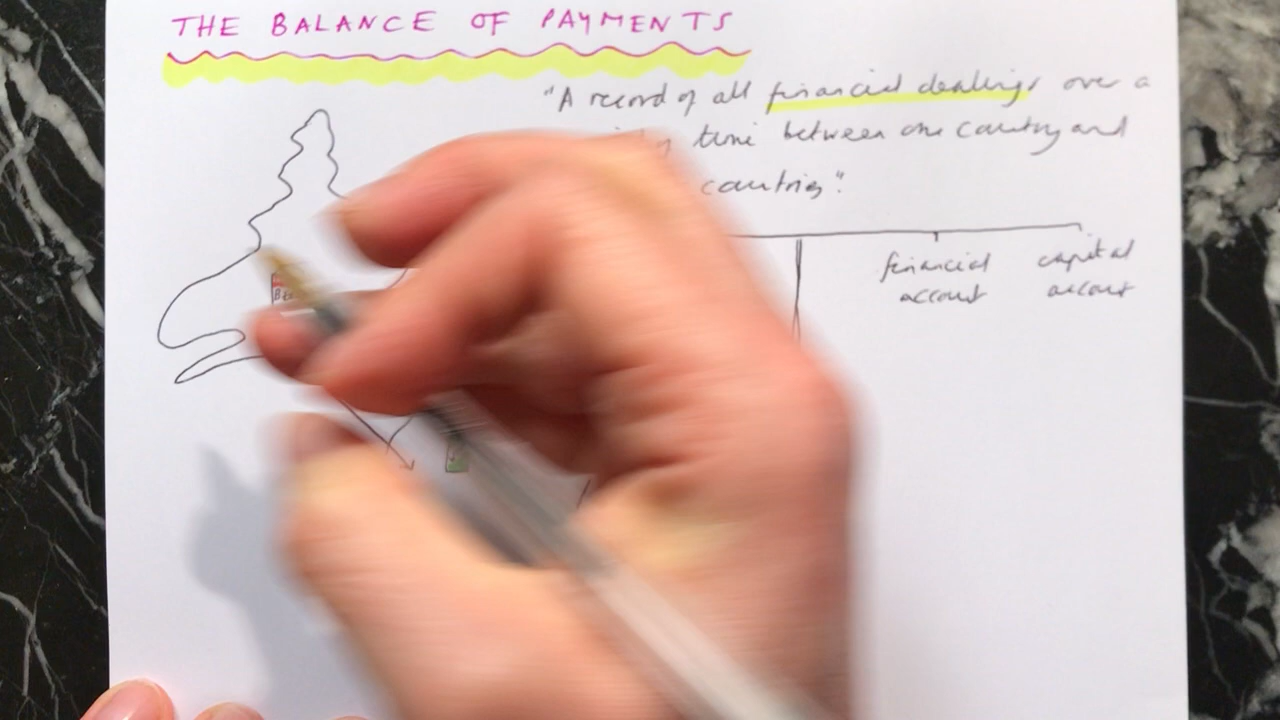 THE BALANCE OF PAYMENTS
"A record of all financial dealings over a
time between one country and
countries".
financial capital
account account